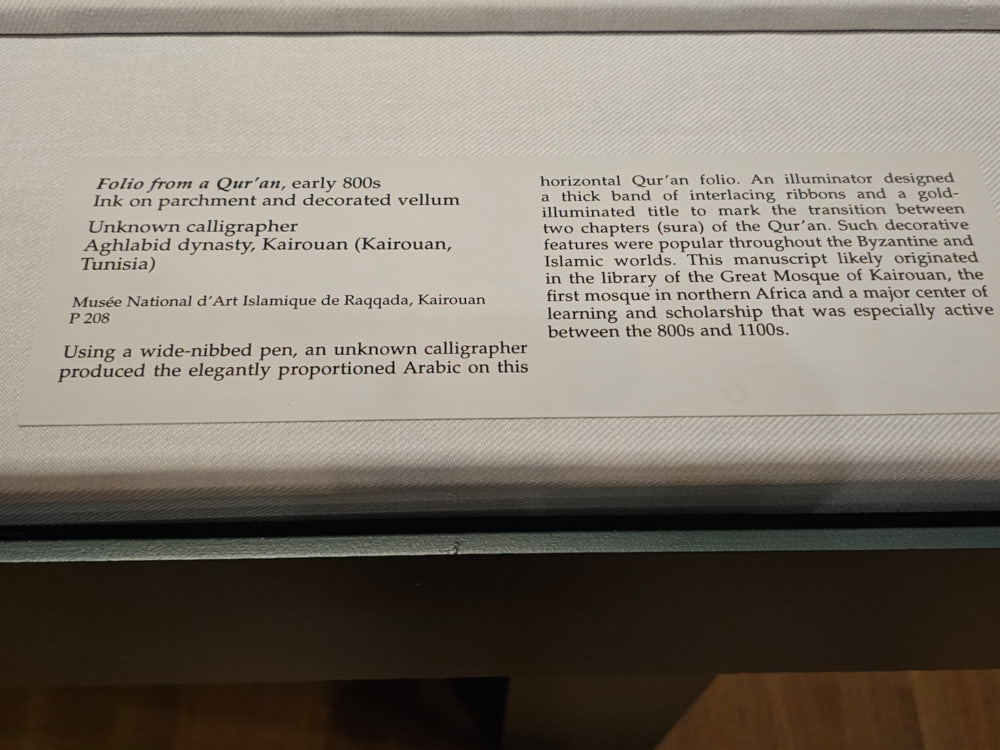 Folio from a Qur'an, early 800s
Ink on parchment and decorated vellum
Unknown calligrapher
Aghlabid dynasty, Kairouan (Kairouan,
Tunisia)
Musée National d'Art Islamique de Raqqada, Kairouan
P 208
Using a wide-nibbed pen, an unknown calligrapher
produced the elegantly proportioned Arabic on this
horizontal Qur'an folio. An illuminator designed
a thick band of interlacing ribbons and a gold-
illuminated title to mark the transition between
two chapters (sura) of the Qur'an. Such decorative
features were popular throughout the Byzantine and
Islamic worlds. This manuscript likely originated
in the library of the Great Mosque of Kairouan, the
first mosque in northern Africa and a major center of
learning and scholarship that was especially active
between the 800s and 1100s.